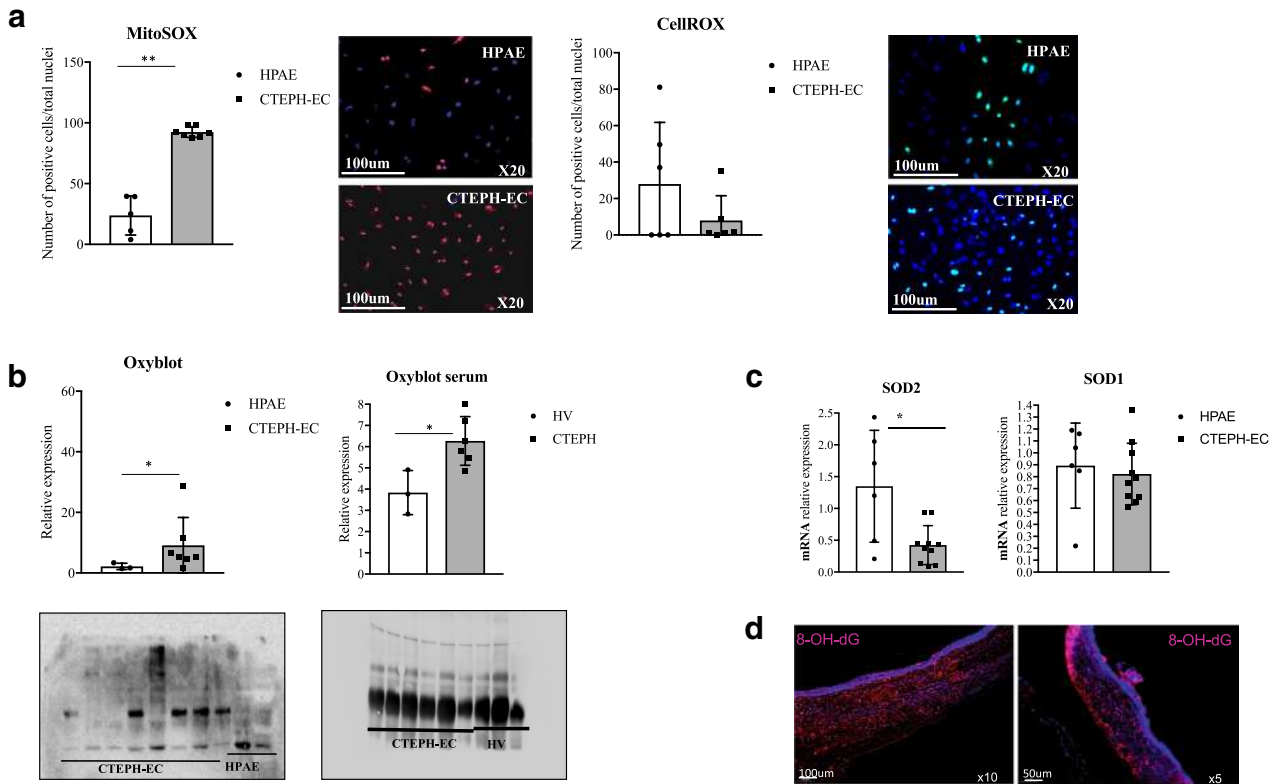 a
MitoSOX
Number of positive cells/total nuclei
150
100
50
0
**
HPAE
CTEPH-EC
HPAE
100um
X20
CTEPH-EC
100um
X20
CellROX
Number of positive cells/total nuclei
100
80
60
40
20
0
HPAE
CTEPH-EC
HPAE
100um
X20
CTEPH-EC
100um
X20
b
Oxyblot
Relative expression
60
40
20
0
*
HPAE
CTEPH-EC
Oxyblot serum
Relative expression
8
7
6
5
4
3
2
1
0
*
HV
CTEPH
CTEPH-EC
HPAE
CTEPH-EC
HV
c
SOD2
mRNA relative expression
2.5
2.0
1.5
1.0
0.5
0.0
*
SOD1
mRNA relative expression
1.4
1.3
1.2
1.1
1.0
0.9
0.8
0.7
0.6
0.5
0.4
0.3
0.2
0.1
0.0
HPAE
CTEPH-EC
d
8-OH-dG
100um
x10
8-OH-dG
50um
x5